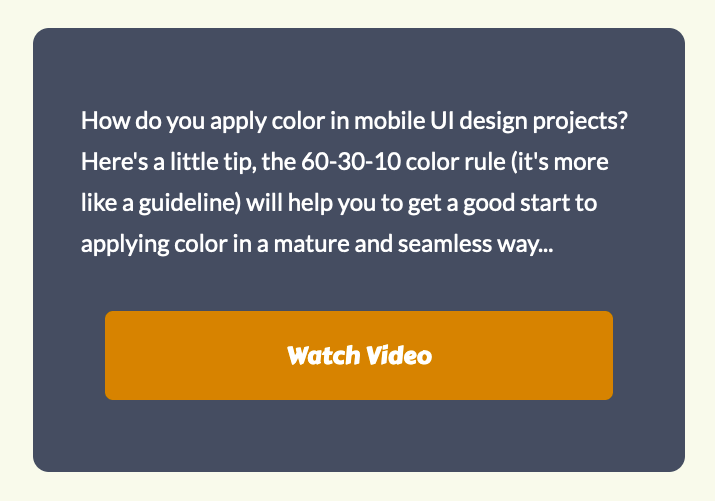 How do you apply color in mobile UI design projects?
Here's a little tip, the 60-30-10 color rule (it's more
like a guideline) will help you to get a good start to
applying color in a mature and seamless way...
Watch Video